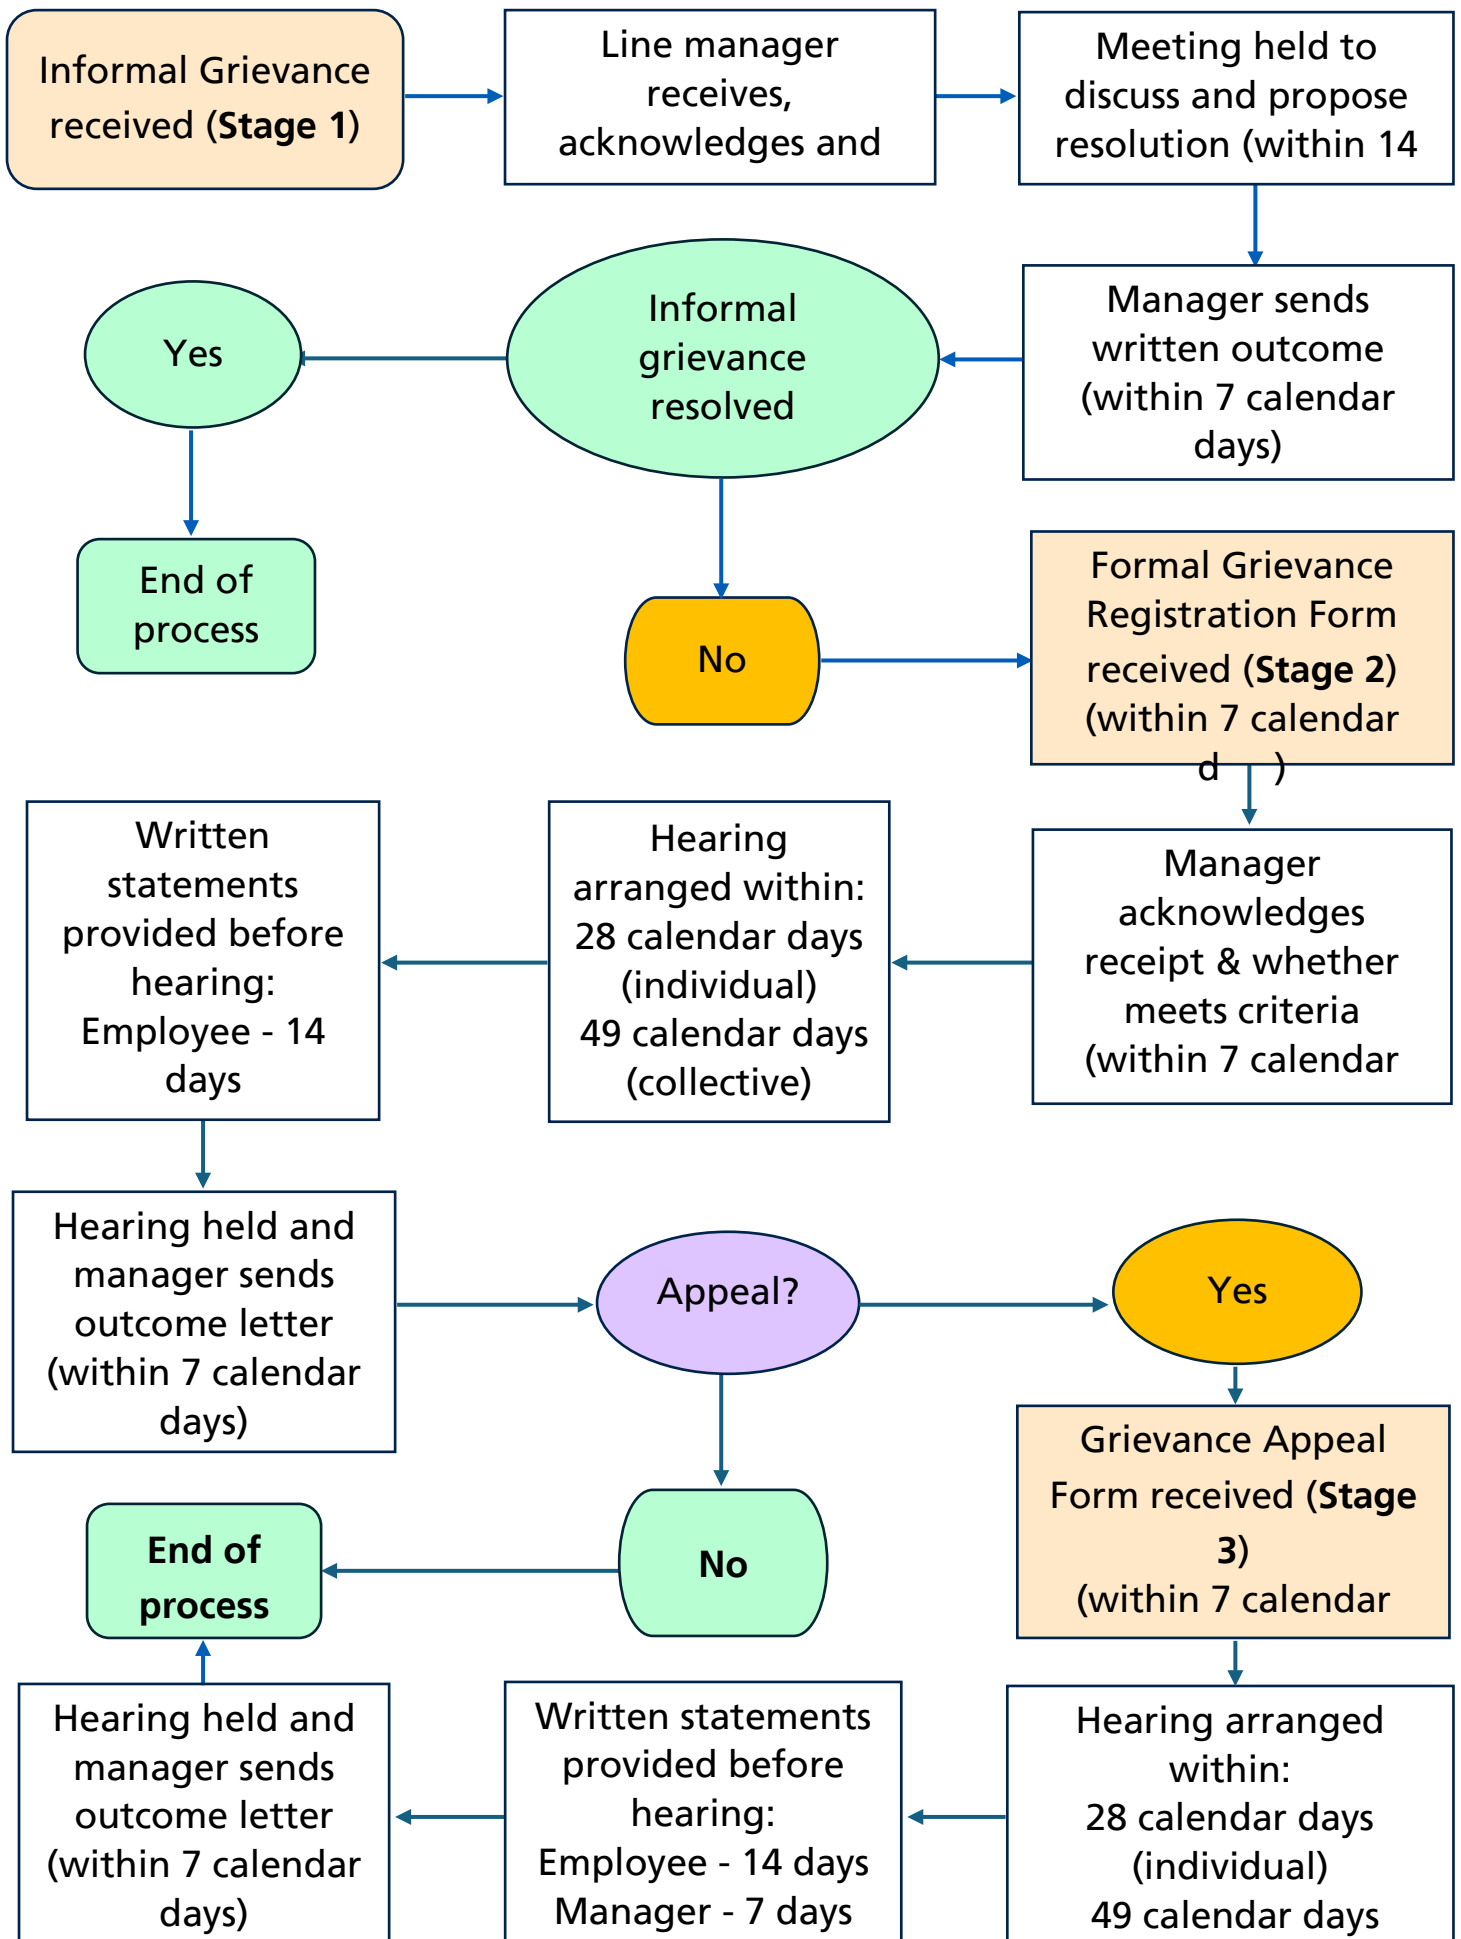 Informal Grievance
received (Stage 1)
Line manager
receives,
acknowledges and
Meeting held to
discuss and propose
resolution (within 14
Manager sends
written outcome
(within 7 calendar
days)
Informal
grievance
resolved
Yes
End of
process
No
Formal Grievance
Registration Form
received (Stage 2)
(within 7 calendar
d )
Manager
acknowledges
receipt & whether
meets criteria
(within 7 calendar
Hearing
arranged within:
28 calendar days
(individual)
49 calendar days
(collective)
Written
statements
provided before
hearing:
Employee - 14
days
Hearing held and
manager sends
outcome letter
(within 7 calendar
days)
Appeal?
Yes
No
End of
process
Grievance Appeal
Form received (Stage
3)
(within 7 calendar
Hearing arranged
within:
28 calendar days
(individual)
49 calendar days
Written statements
provided before
hearing:
Employee - 14 days
Manager - 7 days
Hearing held and
manager sends
outcome letter
(within 7 calendar
days)